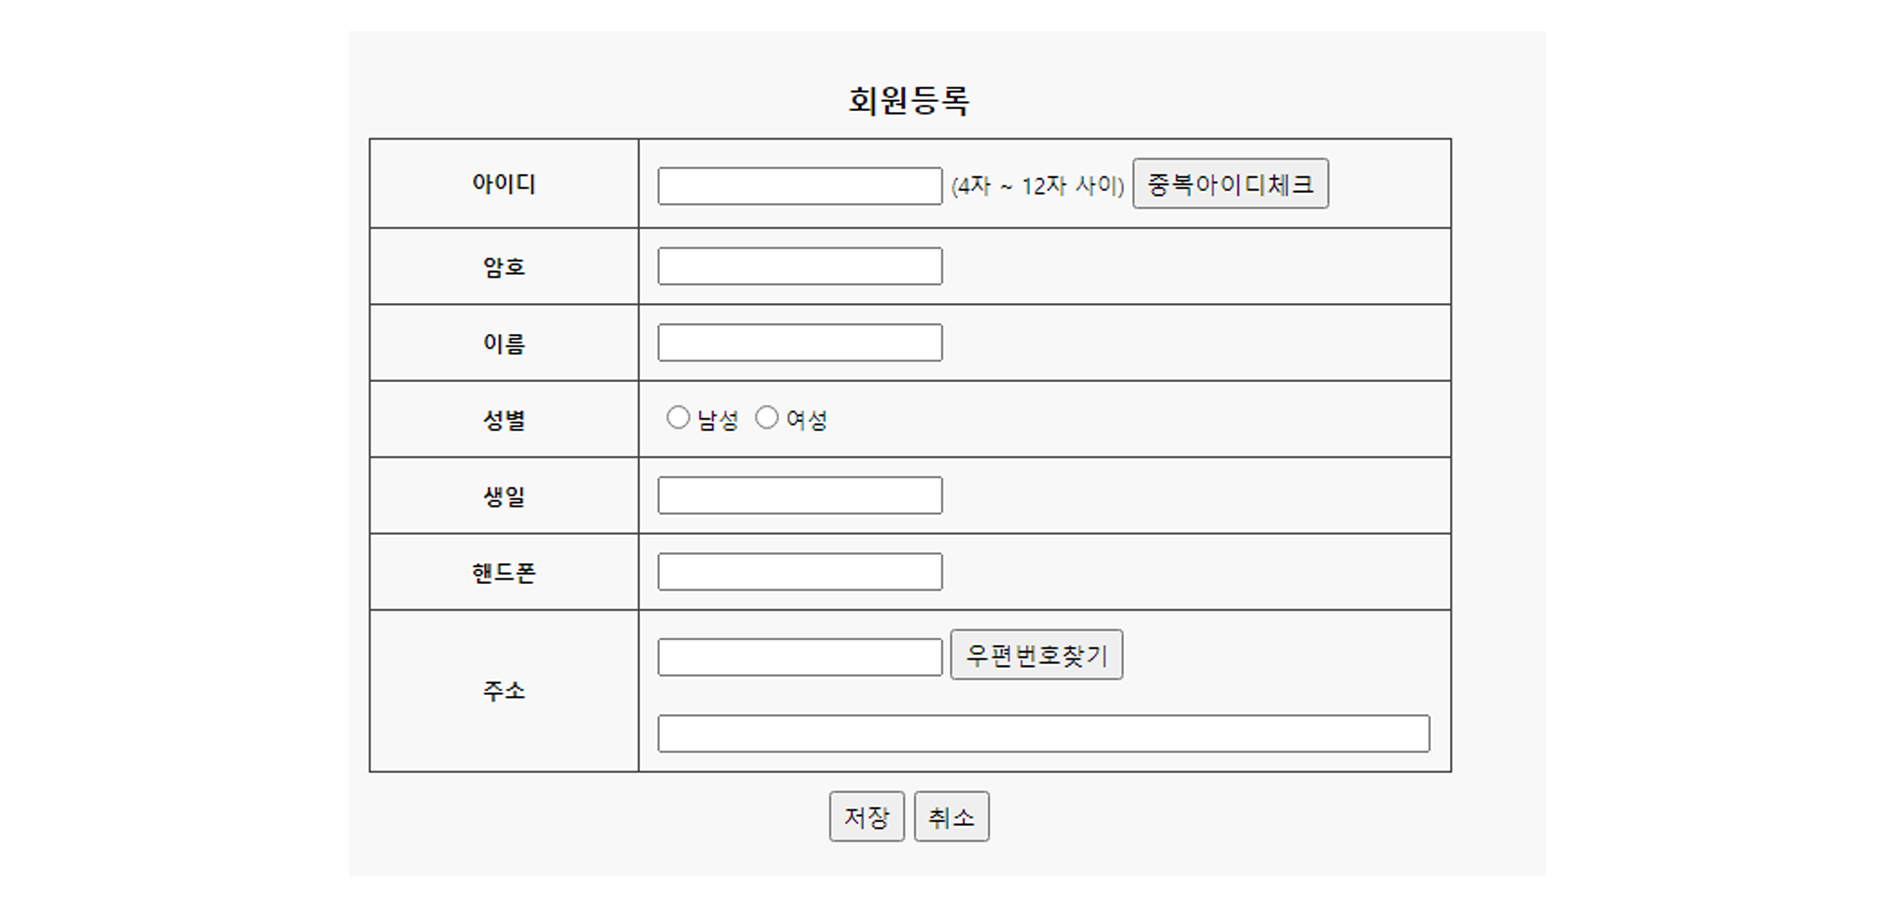 회원등록
아이디 (4자 ~ 12자 사이) 중복아이디체크
암호
이름
성별 남성 여성
생일
핸드폰
주소 우편번호찾기
저장 취소